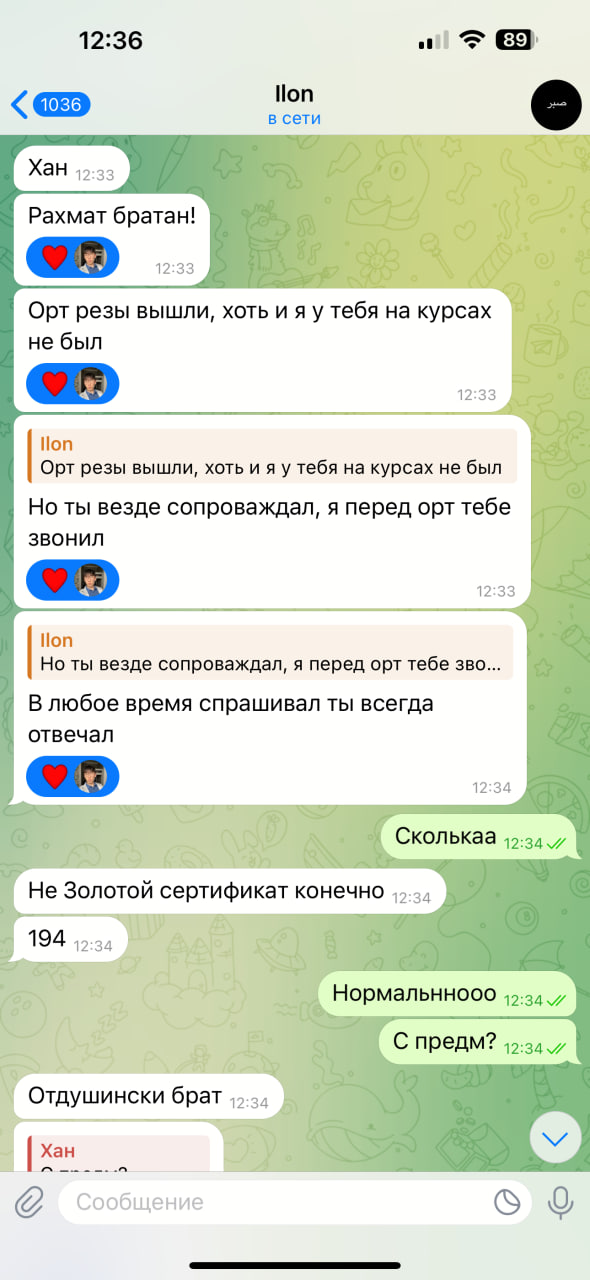 12:36
89
1036
Ilon
в сети
صبر
Хан 12:33
Рахмат братан!
12:33
Орт резы вышли, хоть и я у тебя на курсах
не был
12:33
Ilon
Орт резы вышли, хоть и я у тебя на курсах не был
Но ты везде сопроваждал, я перед орт тебе
звонил
12:33
Ilon
Но ты везде сопроваждал, я перед орт тебе зво...
В любое время спрашивал ты всегда
отвечал
12:34
Сколькаа 12:34
Не Золотой сертификат конечно 12:34
194 12:34
Нормальннооо 12:34
С предм? 12:34
Отдушински брат 12:34
Хан
С предм?
Сообщение